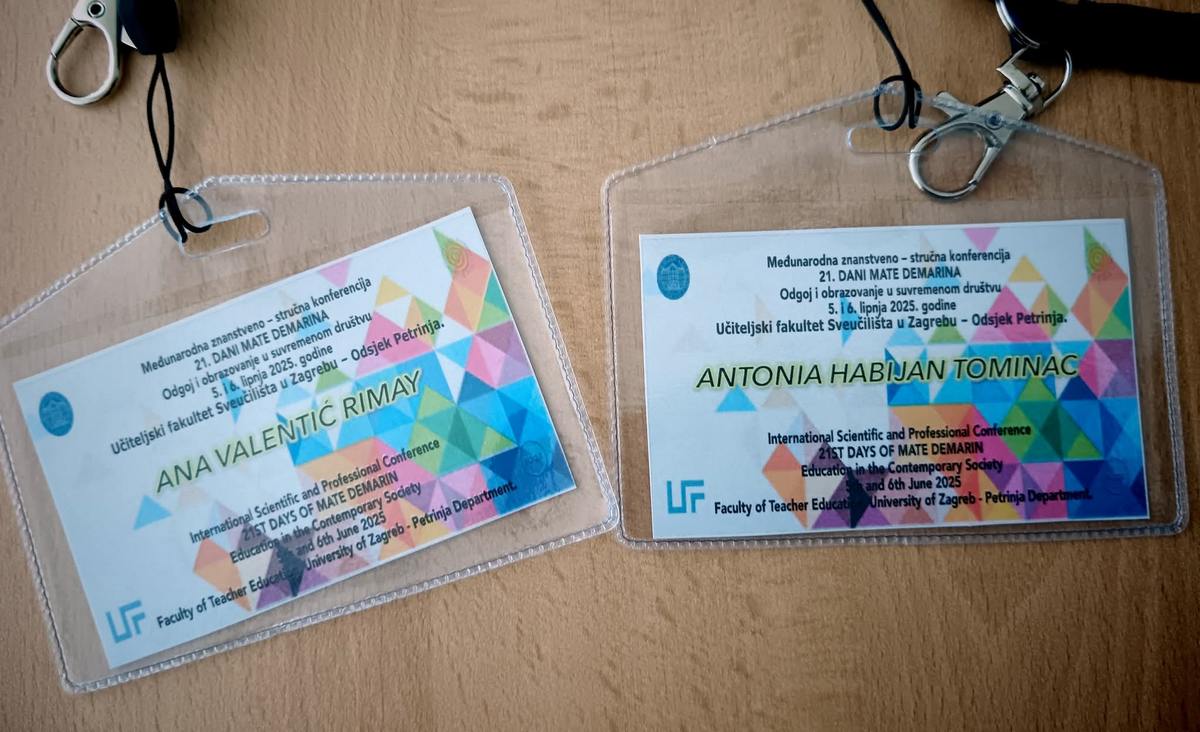 Međunarodna znanstveno – stručna konferencija
21. DANI MATE DEMARINA
Odgoj i obrazovanje u suvremenom društvu
5. i 6. lipnja 2025. godine
Učiteljski fakultet Sveučilišta u Zagrebu – Odsjek Petrinja.
ANA VALENTIĆ RIMAY
International Scientific and Professional Conference
21ST DAYS OF MATE DEMARIN
Education in the Contemporary Society
and 6th June 2025
Faculty of Teacher Education University of Zagreb - Petrinja Department.
UF
Međunarodna znanstveno – stručna konferencija
21. DANI MATE DEMARINA
Odgoj i obrazovanje u suvremenom društvu
5. i 6. lipnja 2025. godine
Učiteljski fakultet Sveučilišta u Zagrebu – Odsjek Petrinja.
ANTONIA HABIJAN TOMINAC
International Scientific and Professional Conference
21ST DAYS OF MATE DEMARIN
Education in the Contemporary Society
5th and 6th June 2025
Faculty of Teacher Education University of Zagreb - Petrinja Department.
UF